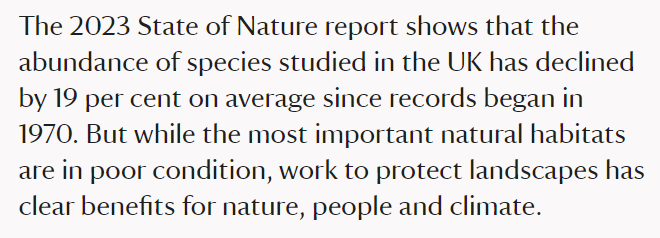 The 2023 State of Nature report shows that the
abundance of species studied in the UK has declined
by 19 per cent on average since records began in
1970. But while the most important natural habitats
are in poor condition, work to protect landscapes has
clear benefits for nature, people and climate.